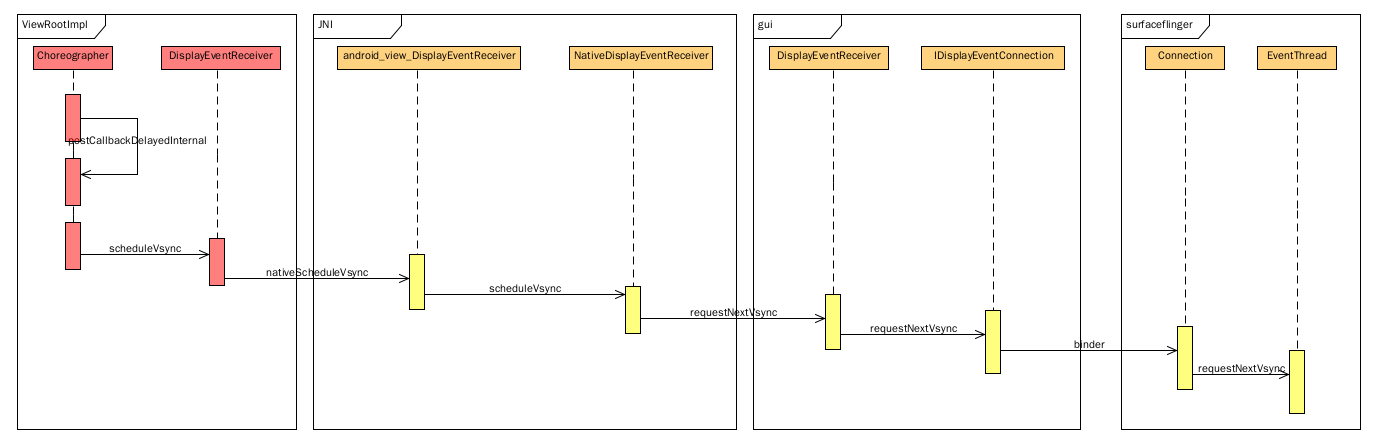 ViewRootImpl
JNI
gui
surfaceflinger
Choreographer
DisplayEventReceiver
android_view_DisplayEventReceiver
NativeDisplayEventReceiver
DisplayEventReceiver
IDisplayEventConnection
Connection
EventThread
postCallbackDelayedInternal
scheduleVsync
nativeScheduleVsync
scheduleVsync
requestNextVsync
requestNextVsync
binder
requestNextVsync